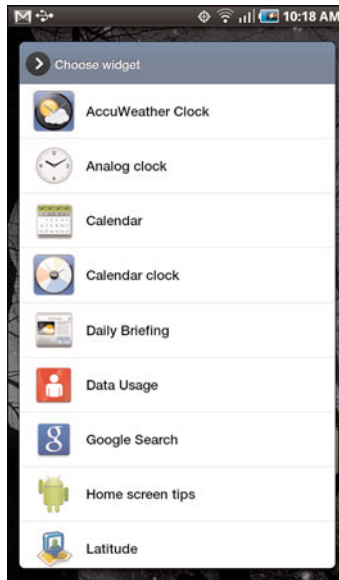 10:18 AM
Choose widget
AccuWeather Clock
Analog clock
Calendar
Calendar clock
Daily Briefing
Data Usage
Google Search
Home screen tips
Latitude